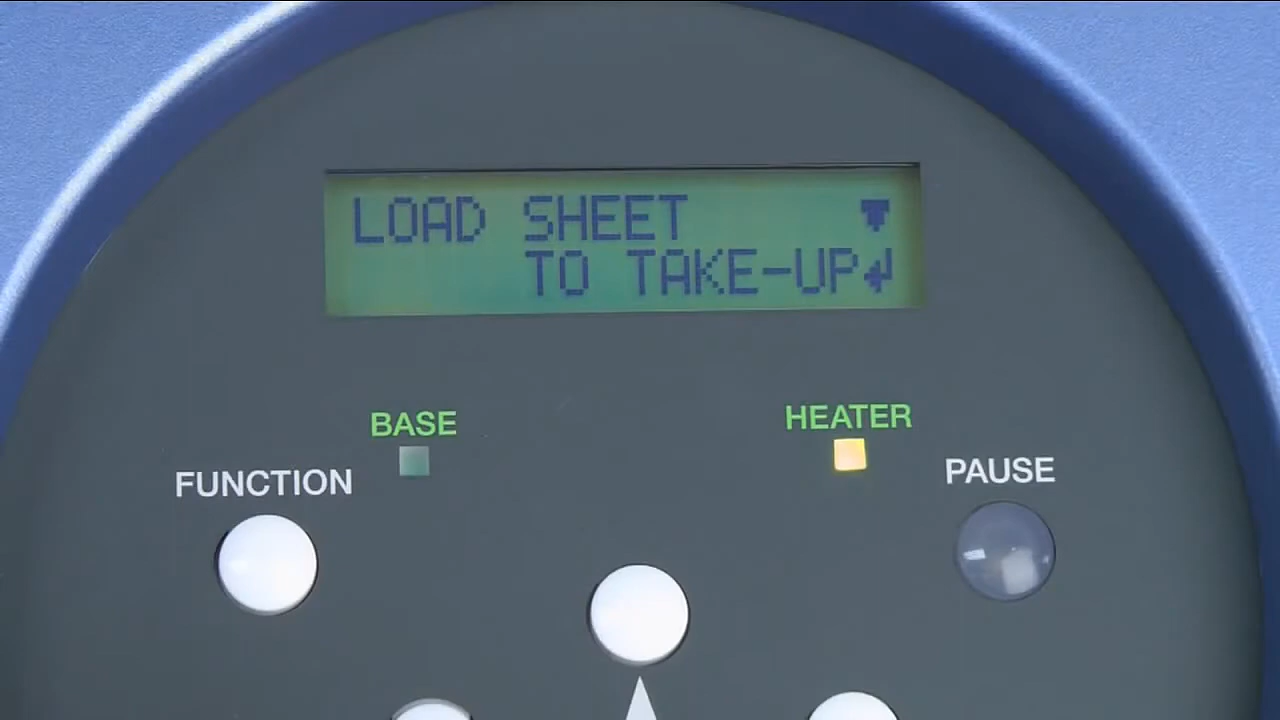 LOAD SHEET ▼
TO TAKE-UP↵
BASE
HEATER
FUNCTION
PAUSE